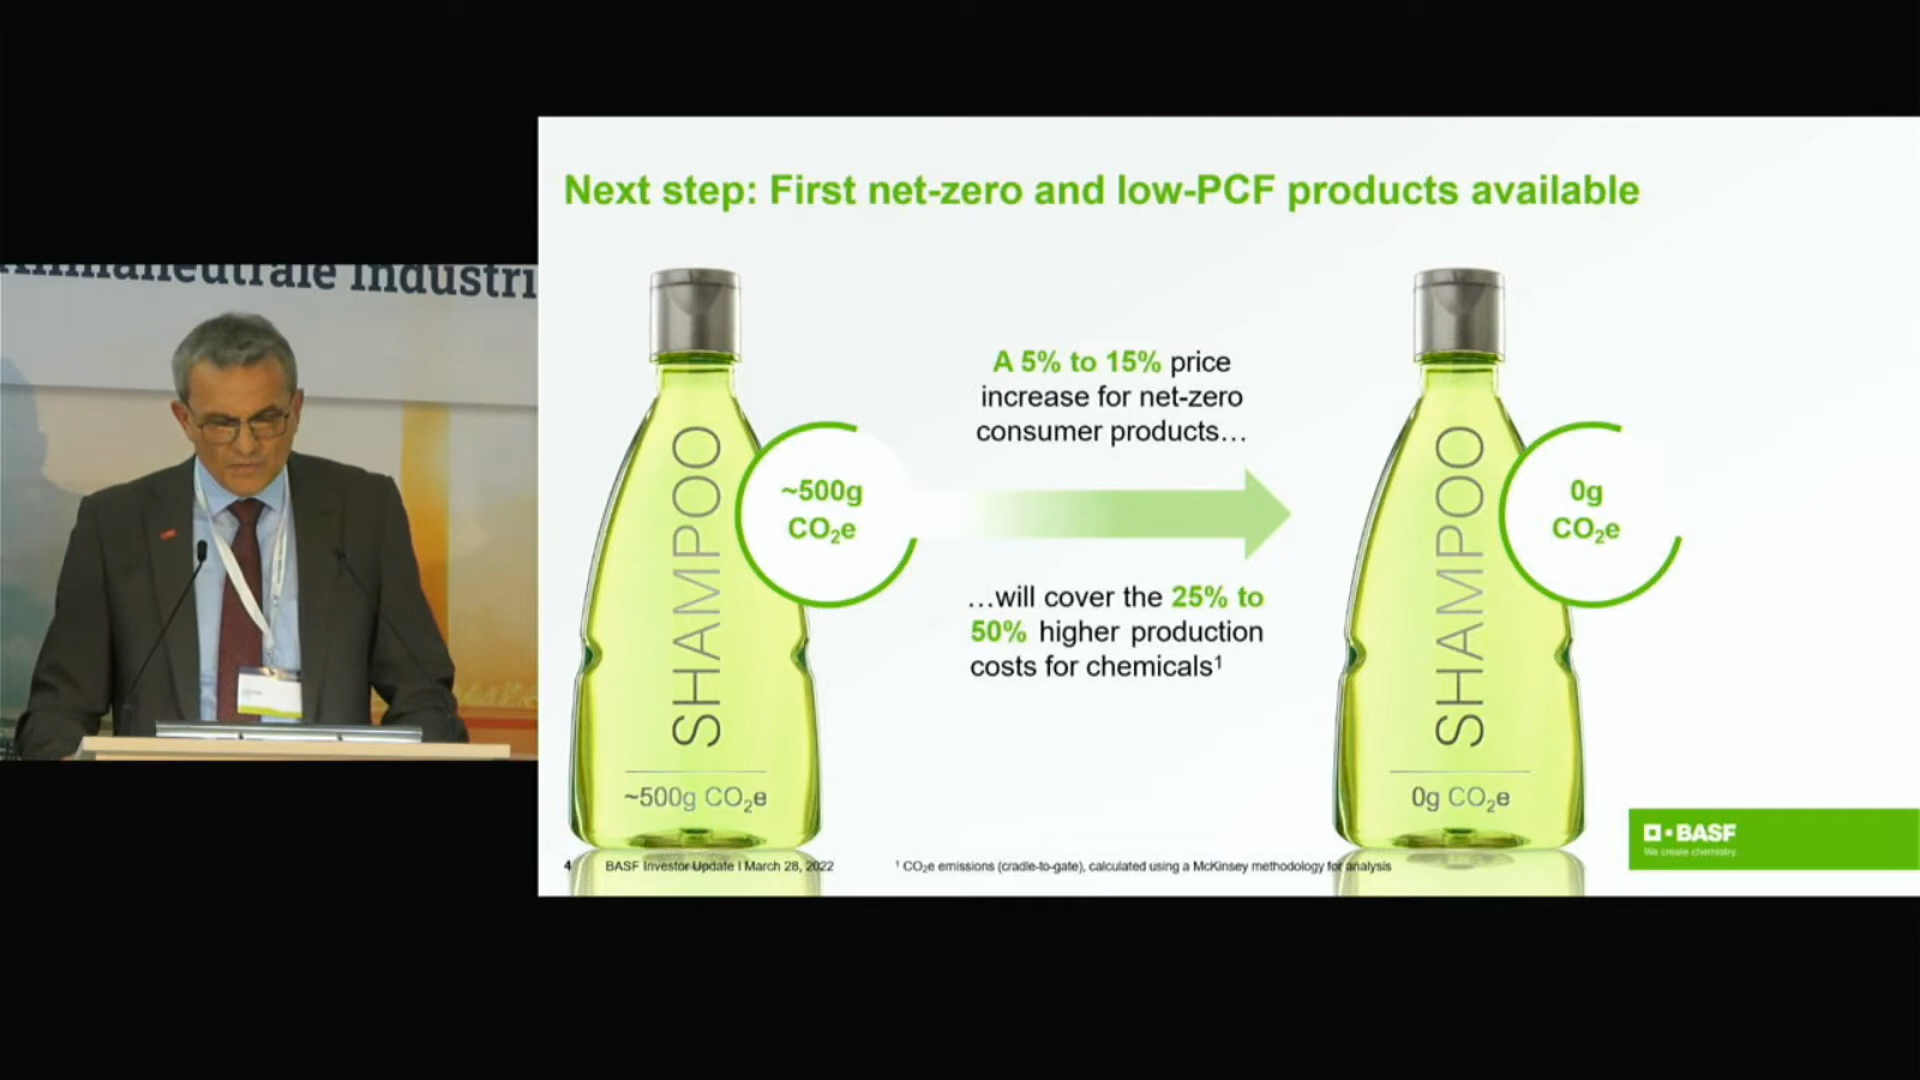 Klimaneutrale Industri
Next step: First net-zero and low-PCF products available
A 5% to 15% price
increase for net-zero
consumer products…
SHAMPOO
~500g
CO₂e
~500g CO₂e
…will cover the 25% to
50% higher production
costs for chemicals¹
SHAMPOO
0g
CO₂e
0g CO₂e
BASF
We create chemistry
4 BASF Investor Update I March 28, 2022 ¹ CO₂e emissions (cradle-to-gate), calculated using a McKinsey methodology for analysis